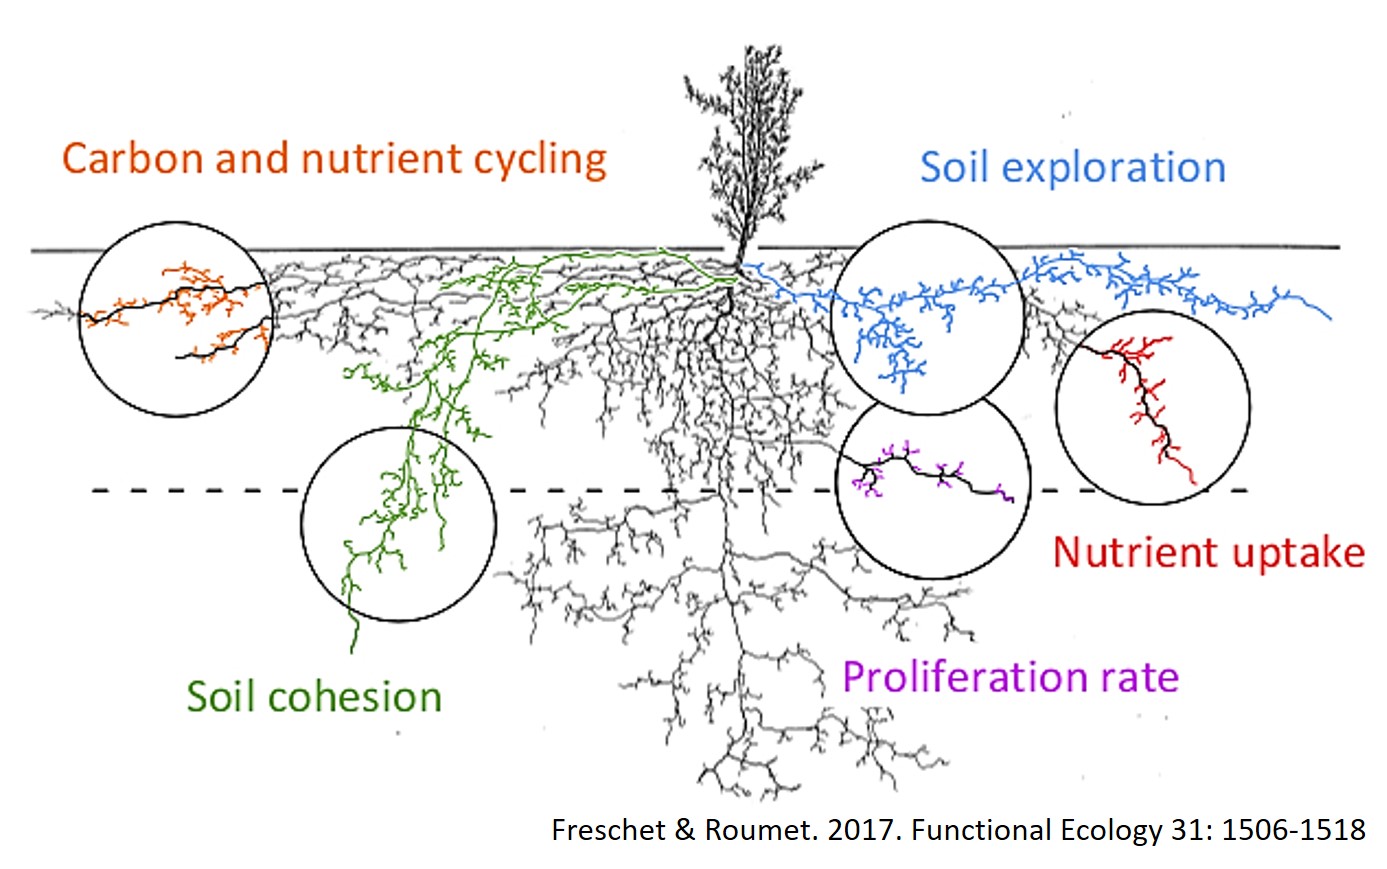 Carbon and nutrient cycling
Soil exploration
Nutrient uptake
Soil cohesion
Proliferation rate
Freschet & Roumet. 2017. Functional Ecology 31: 1506-1518